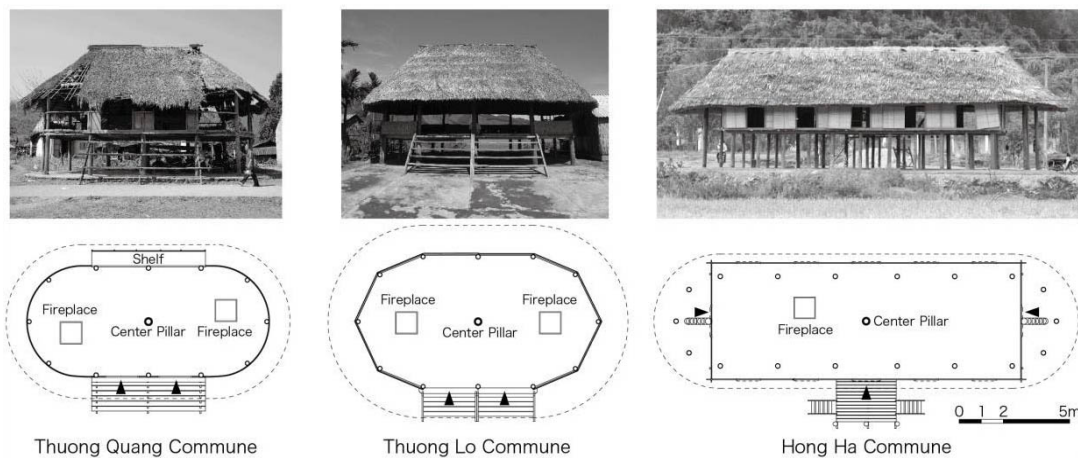 Shelf
Fireplace
Fireplace
Center Pillar
Thuong Quang Commune
Fireplace
Fireplace
Center Pillar
Thuong Lo Commune
Fireplace
Center Pillar
0 1 2 5m
Hong Ha Commune